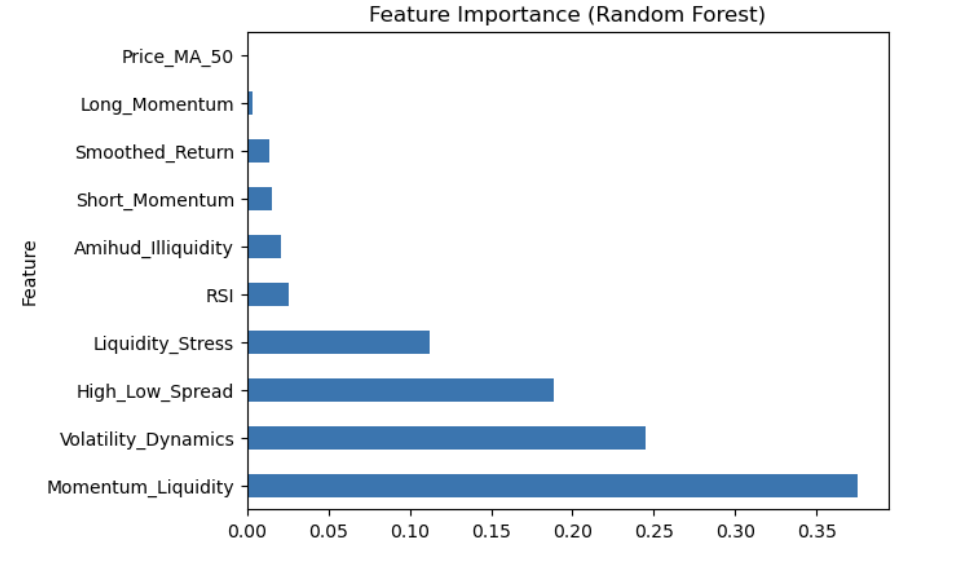 Feature Importance (Random Forest)
Price_MA_50
Long_Momentum
Smoothed_Return
Short_Momentum
Amihud_Illiquidity
RSI
Liquidity_Stress
High_Low_Spread
Volatility_Dynamics
Momentum_Liquidity
Feature
0.00 0.05 0.10 0.15 0.20 0.25 0.30 0.35